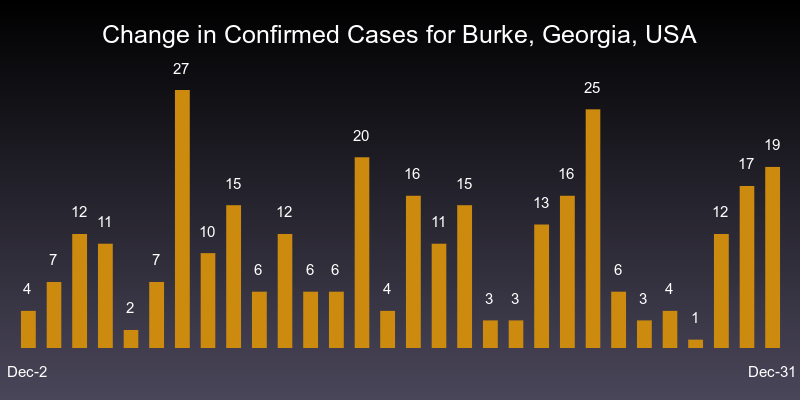 Change in Confirmed Cases for Burke, Georgia, USA
4 7 12 11 2 7 27 10 15 6 12 6 6 20 4 16 11 15 3 3 13 16 25 6 3 4 1 12 17 19
Dec-2 Dec-31